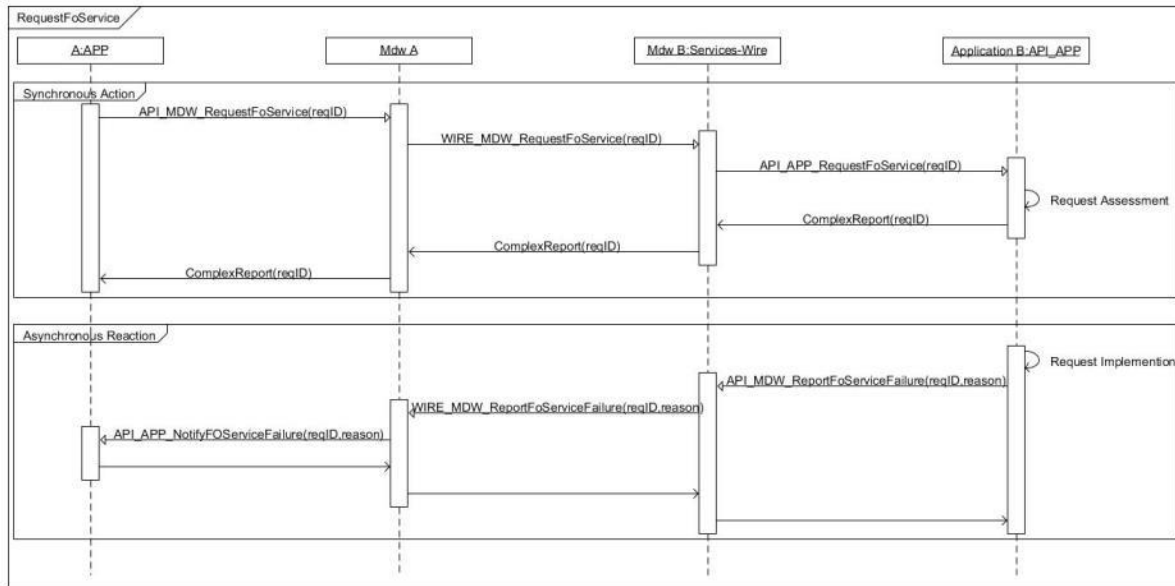 RequestFoService
A:APP
Mdw A
Mdw B:Services-Wire
Application B:API_APP
Synchronous Action
API_MDW_RequestFoService(reqID)
WIRE_MDW_RequestFoService(reqID)
API_APP_RequestFoService(reqID)
Request Assessment
ComplexReport(reqID)
ComplexReport(reqID)
ComplexReport(reqID)
Asynchronous Reaction
Request Implemention
API_MDW_ReportFoServiceFailure(reqID,reason)
WIRE_MDW_ReportFoServiceFailure(reqID,reason)
API_APP_NotifyFOServiceFailure(reqID,reason)